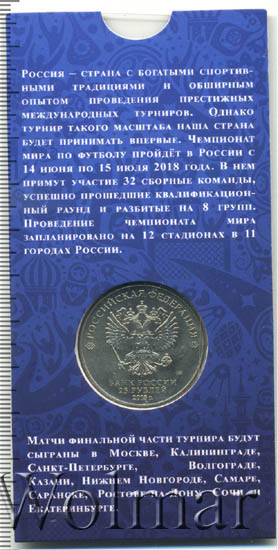 Россия – страна с богатыми спортив-
ными традициями и обширным
опытом проведения престижных
международных турниров. Однако
турнир такого масштаба наша страна
будет принимать впервые. Чемпионат
мира по футболу пройдёт в России с
14 июня по 15 июля 2018 года. В нем
примут участие 32 сборные команды,
успешно прошедшие квалификацион-
ный раунд и разбитые на 8 групп.
Проведение чемпионата мира
запланировано на 12 стадионах в 11
городах России.
РОССИЙСКАЯ ФЕДЕРАЦИЯ
БАНК РОССИИ
25 РУБЛЕЙ
2018 г.
Матчи финальной части турнира будут
сыграны в Москве, Калининграде,
Санкт-Петербурге, Волгограде,
Казани, Нижнем Новгороде, Самаре,
Саранске, Ростове-на-Дону, Сочи и
Екатеринбурге.
Wolmar